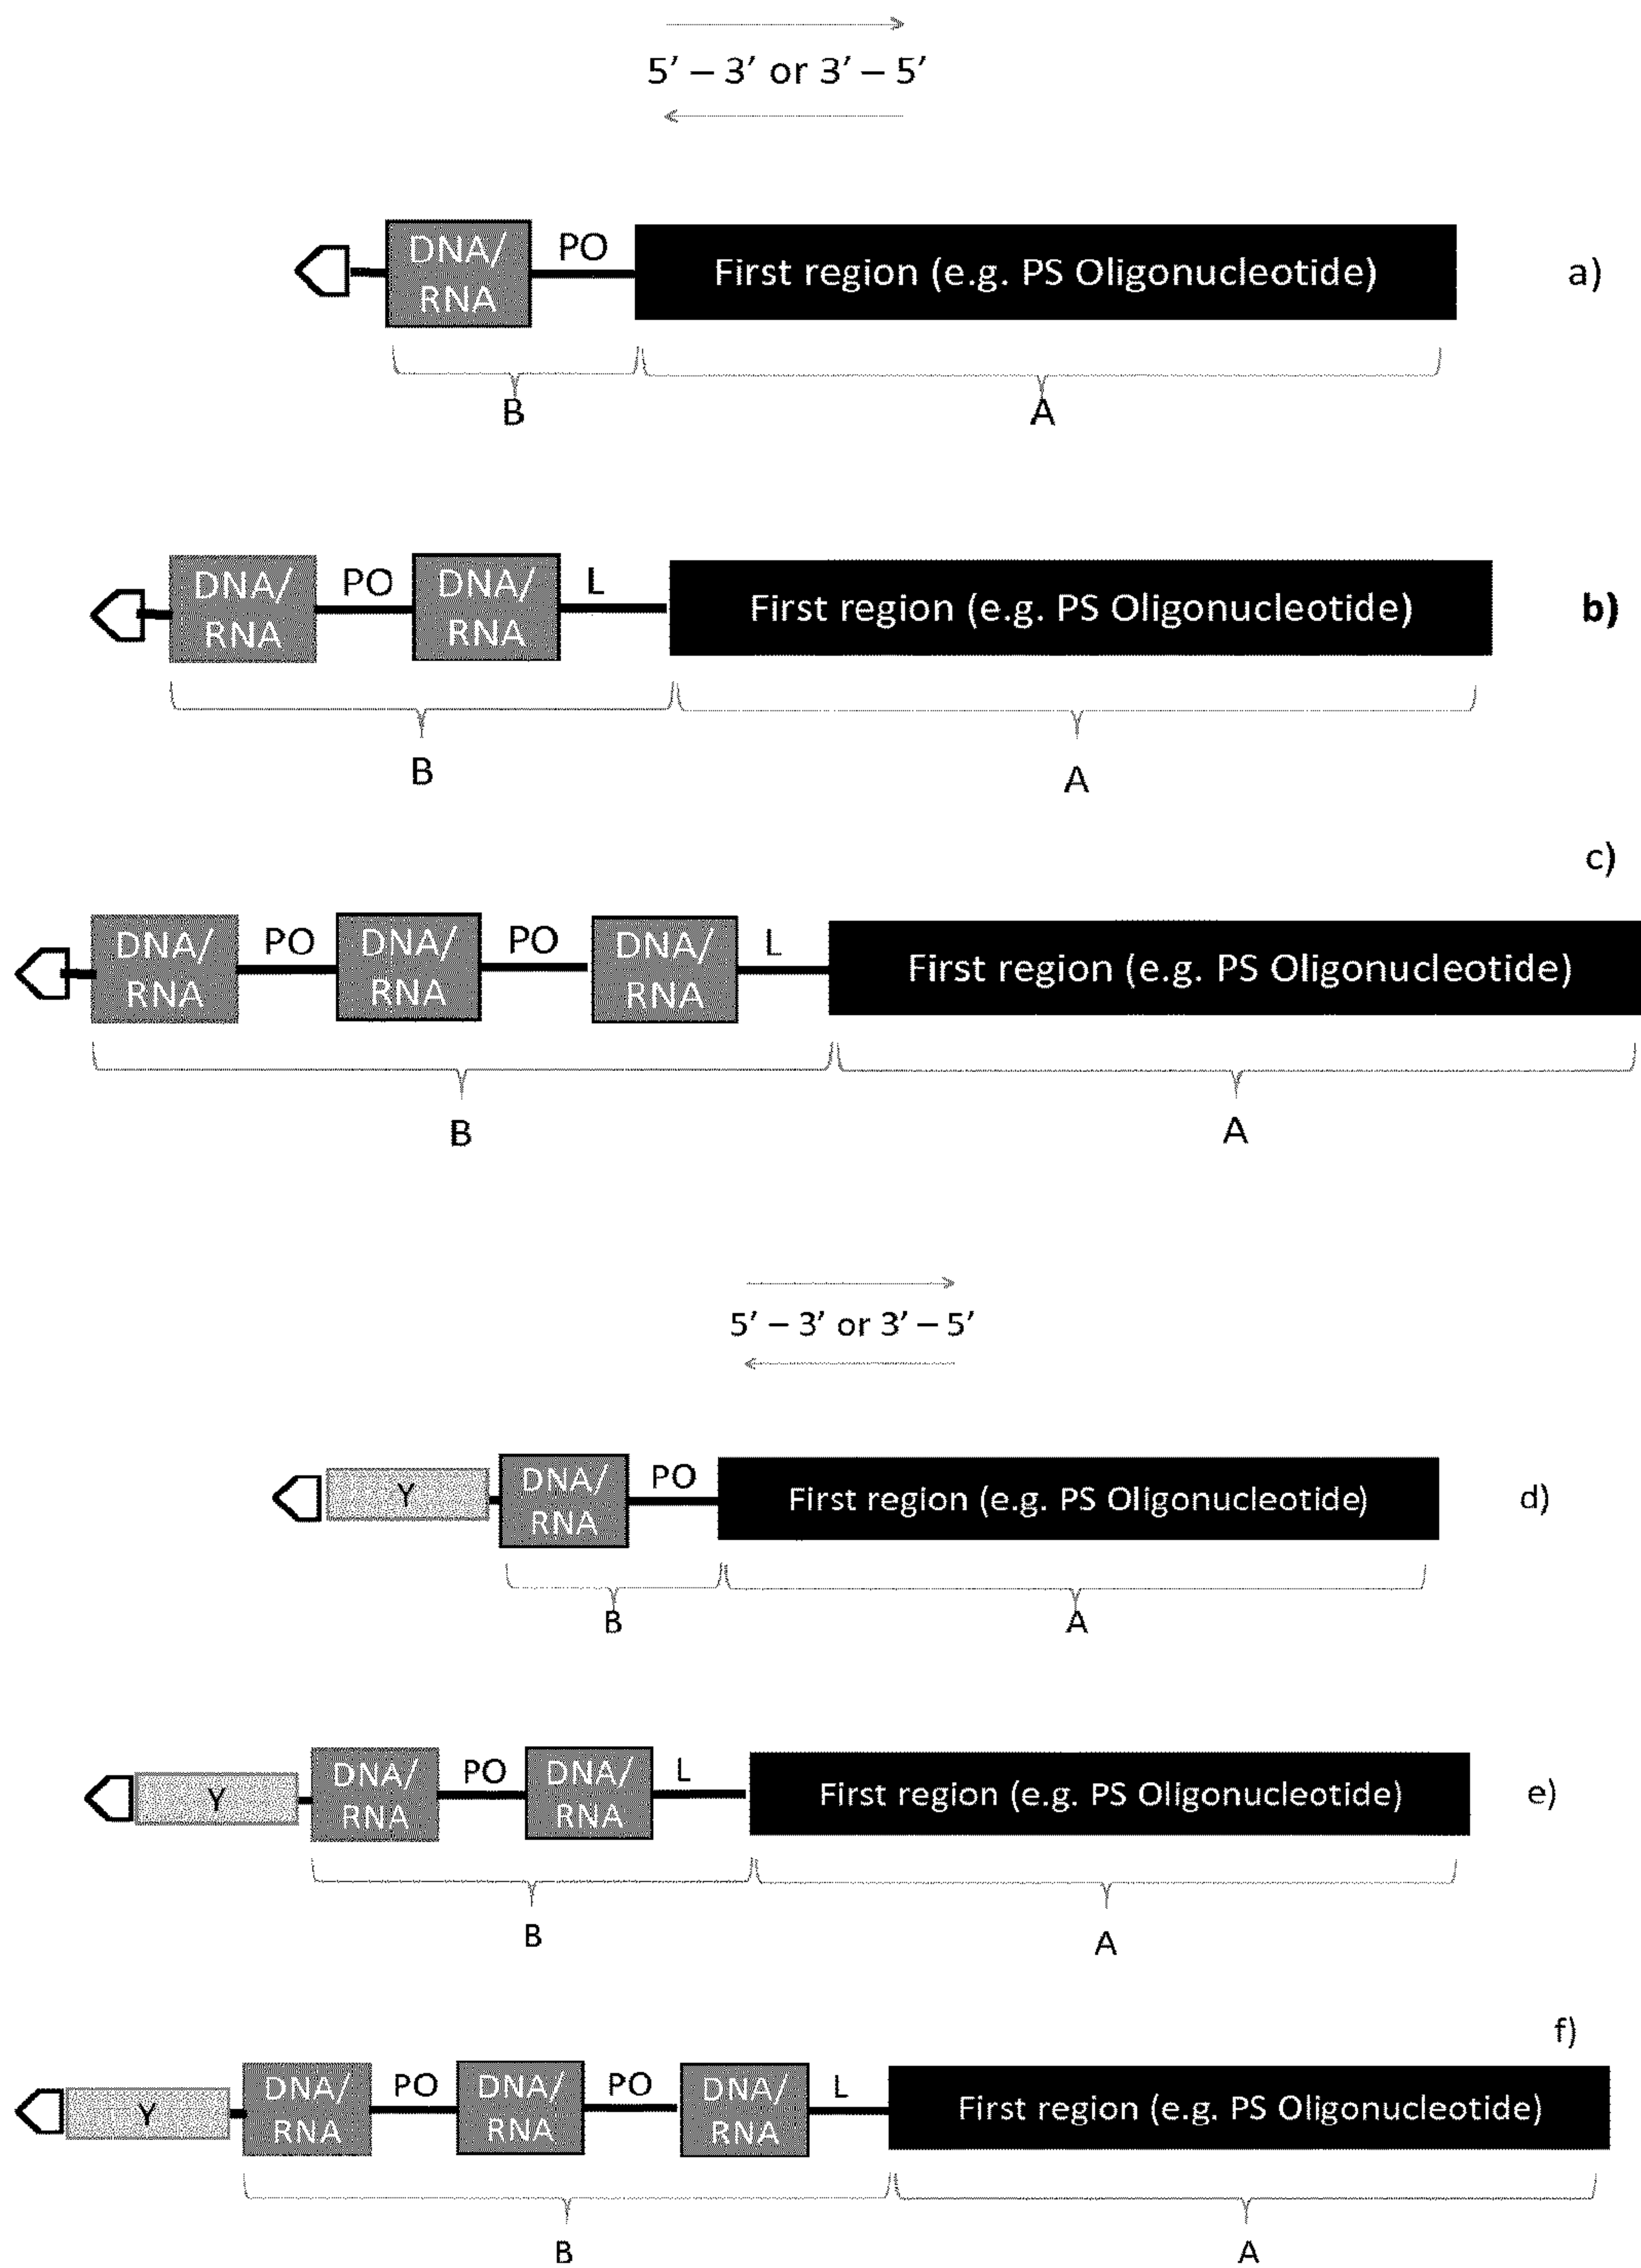 5’ – 3’ or 3’ – 5’
DNA/
RNA
PO
First region (e.g. PS Oligonucleotide)
a)
B
A
DNA/
RNA
PO
DNA/
RNA
L
First region (e.g. PS Oligonucleotide)
b)
B
A
c)
DNA/
RNA
PO
DNA/
RNA
PO
DNA/
RNA
L
First region (e.g. PS Oligonucleotide)
B
A
5’ – 3’ or 3’ – 5’
Y
DNA/
RNA
PO
First region (e.g. PS Oligonucleotide)
d)
B
A
Y
DNA/
RNA
PO
DNA/
RNA
L
First region (e.g. PS Oligonucleotide)
e)
B
A
f)
Y
DNA/
RNA
PO
DNA/
RNA
PO
DNA/
RNA
L
First region (e.g. PS Oligonucleotide)
B
A